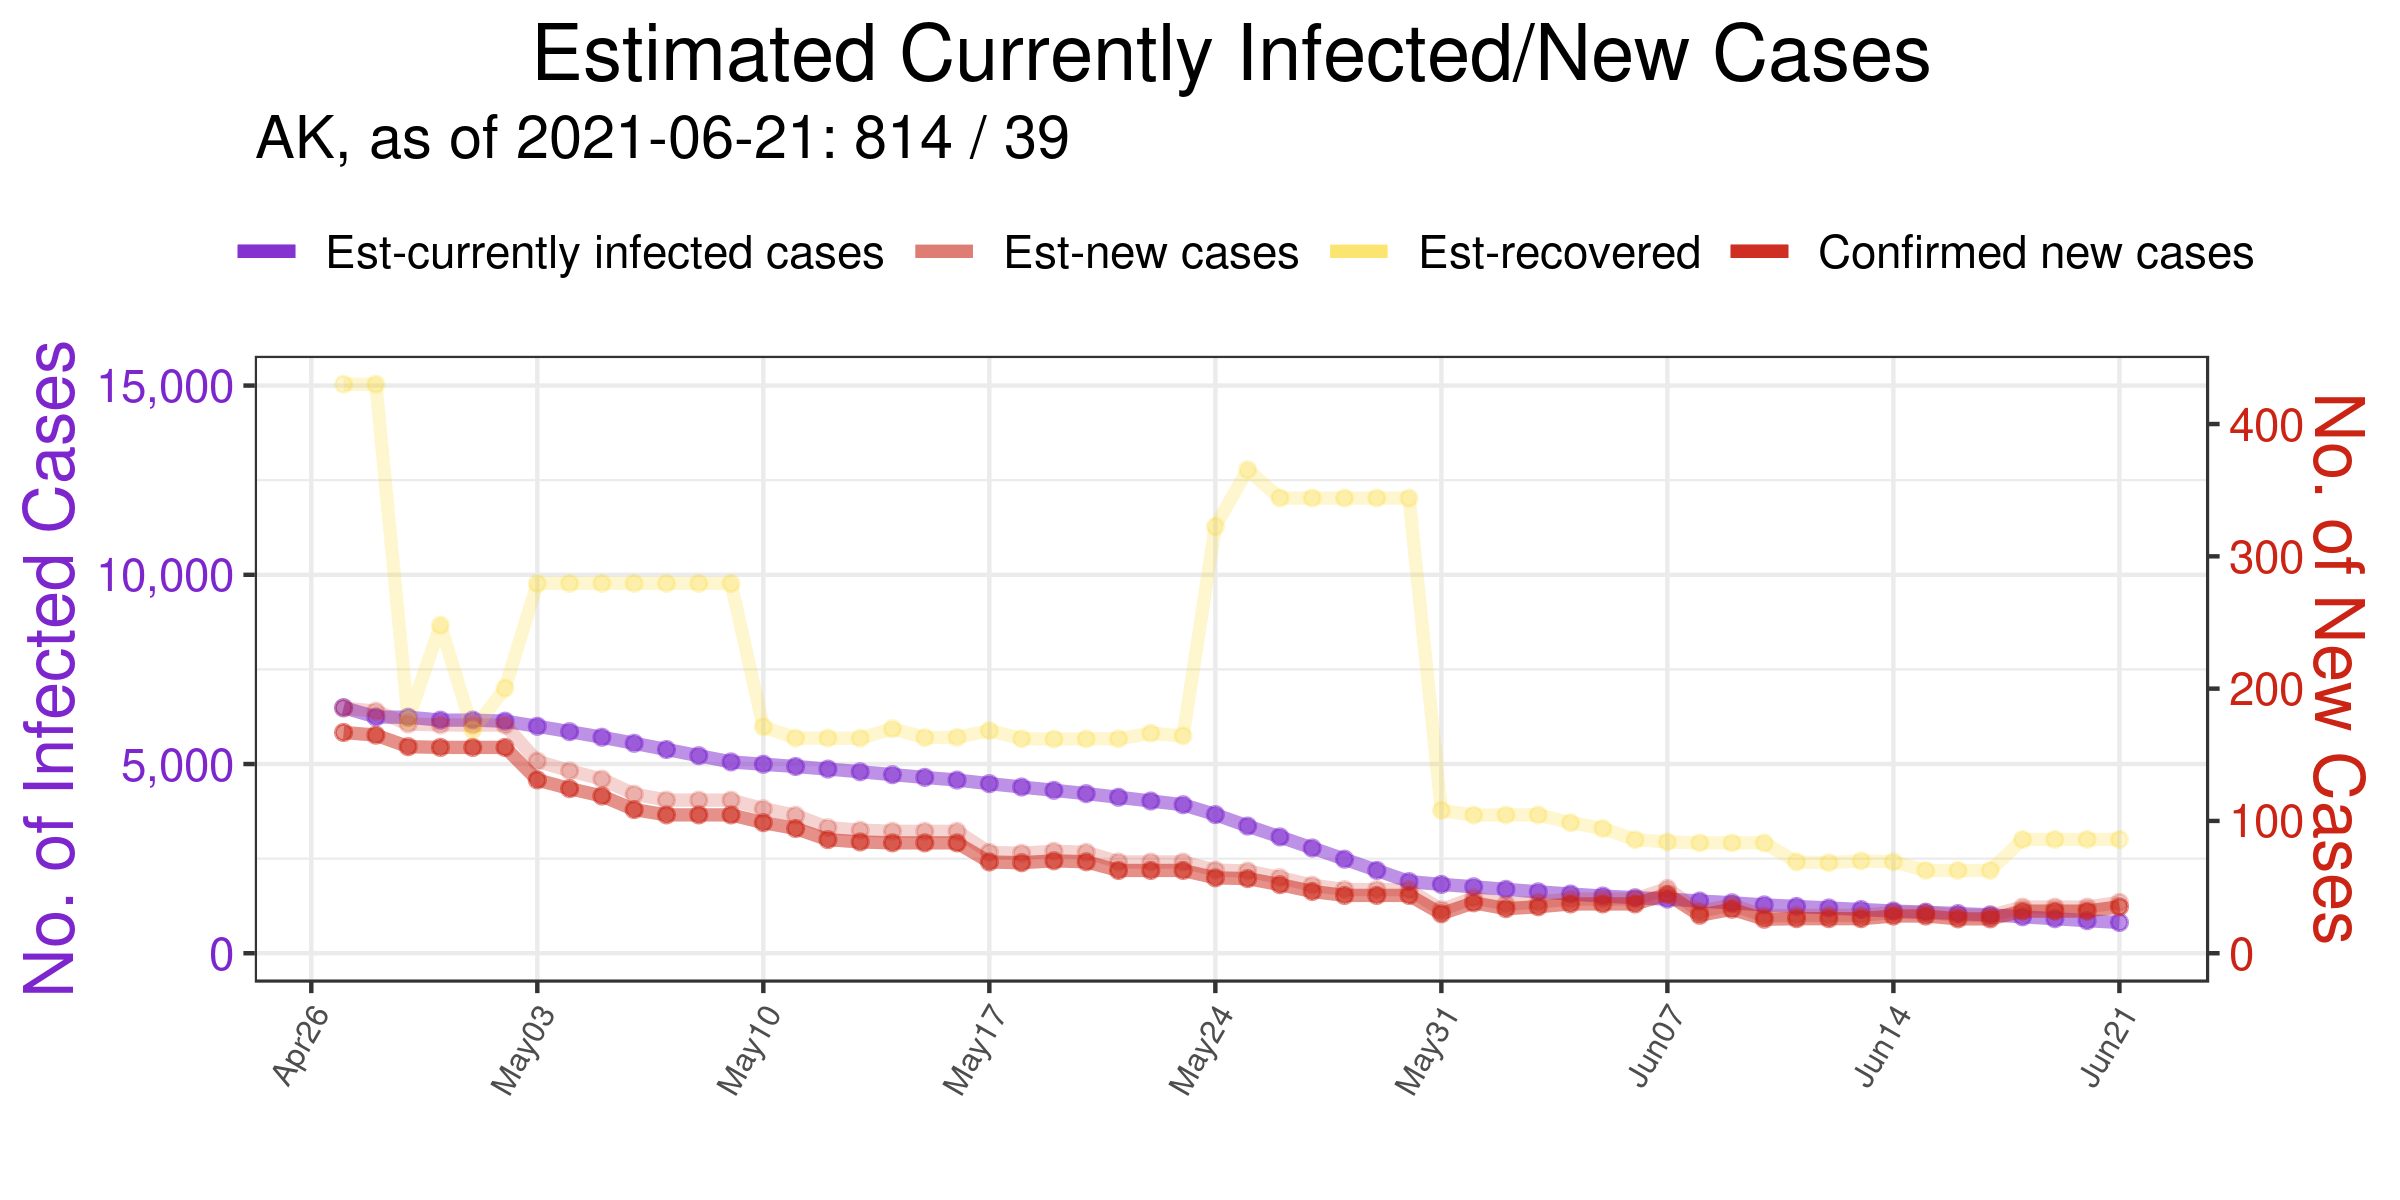 Estimated Currently Infected/New Cases
AK, as of 2021-06-21: 814 / 39
Est-currently infected cases Est-new cases Est-recovered Confirmed new cases
No. of Infected Cases
15,000
10,000
5,000
0
400
300
200
100
0
No. of New Cases
Apr26 May03 May10 May17 May24 May31 Jun07 Jun14 Jun21